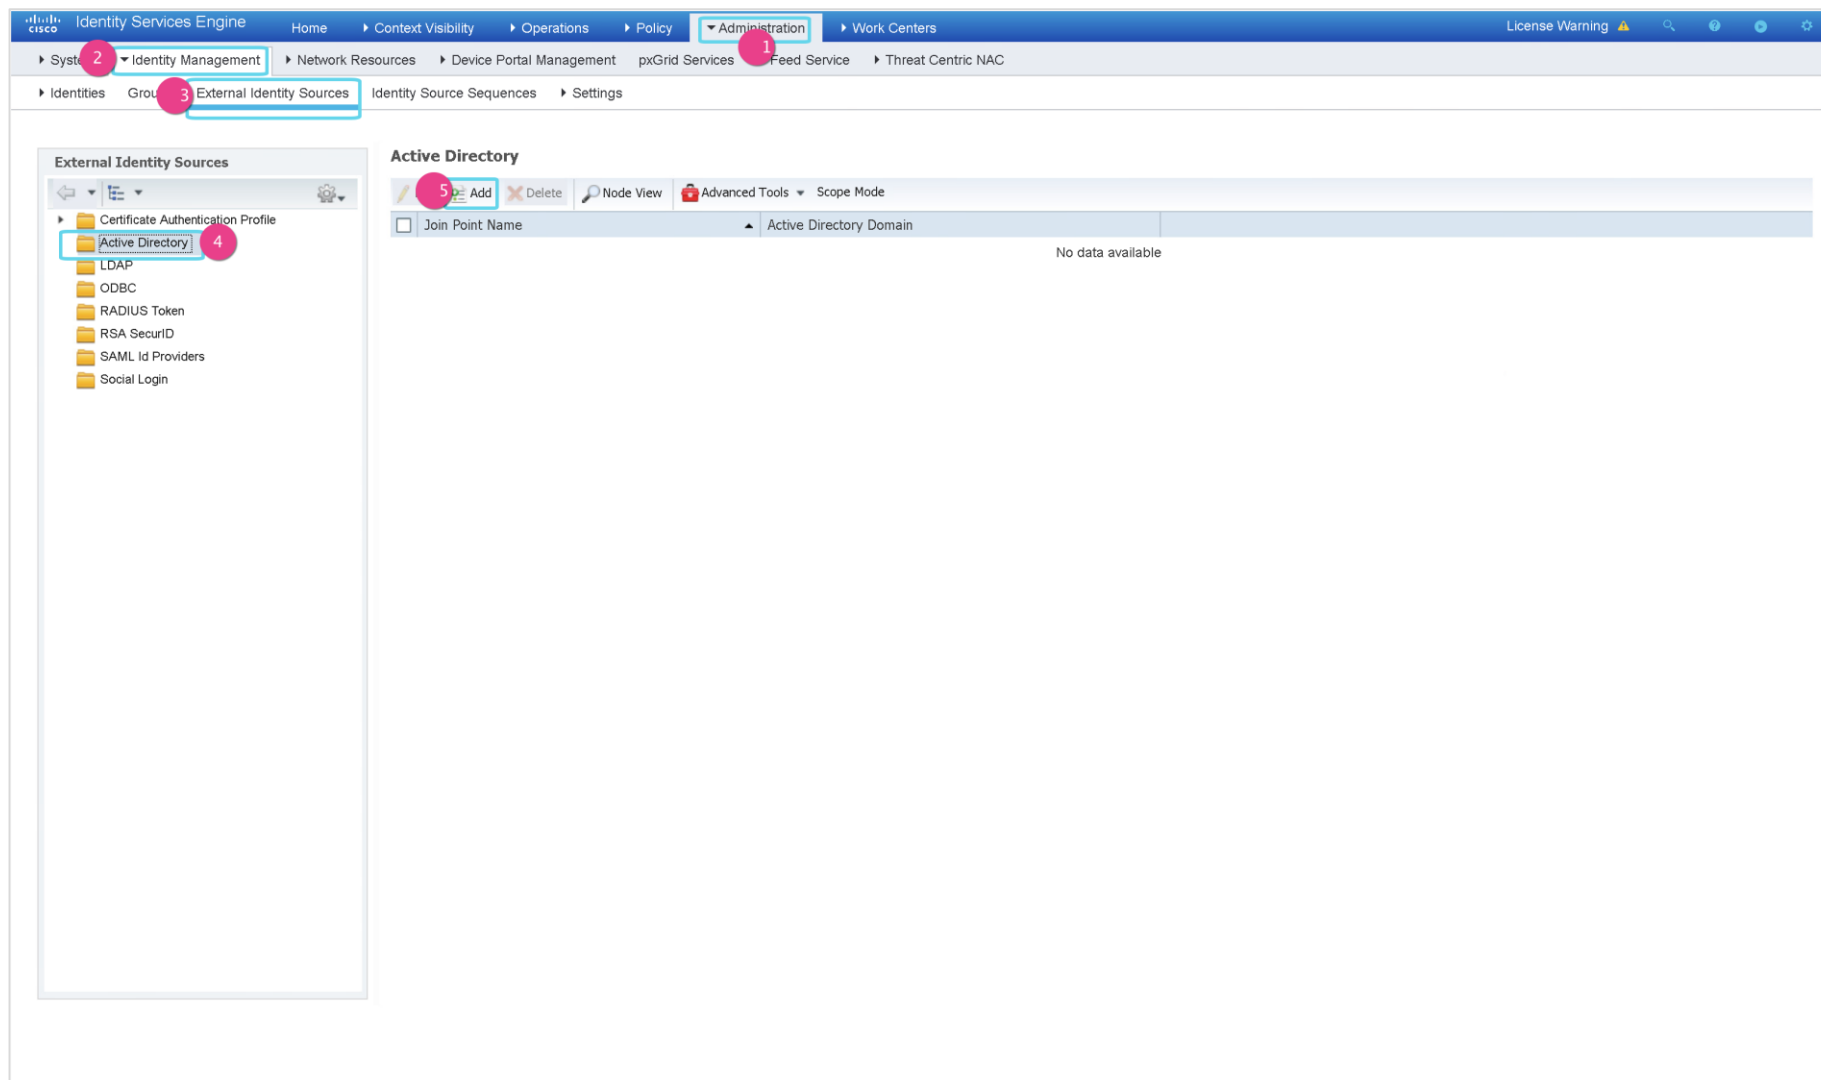 cisco Identity Services Engine Home Context Visibility Operations Policy Administration Work Centers License Warning
1
2 Identity Management Network Resources Device Portal Management pxGrid Services Feed Service Threat Centric NAC
Identities 3 External Identity Sources Identity Source Sequences Settings
External Identity Sources
Certificate Authentication Profile
Active Directory 4
LDAP
ODBC
RADIUS Token
RSA SecurID
SAML Id Providers
Social Login
Active Directory
5 Add Delete Node View Advanced Tools Scope Mode
Join Point Name Active Directory Domain
No data available